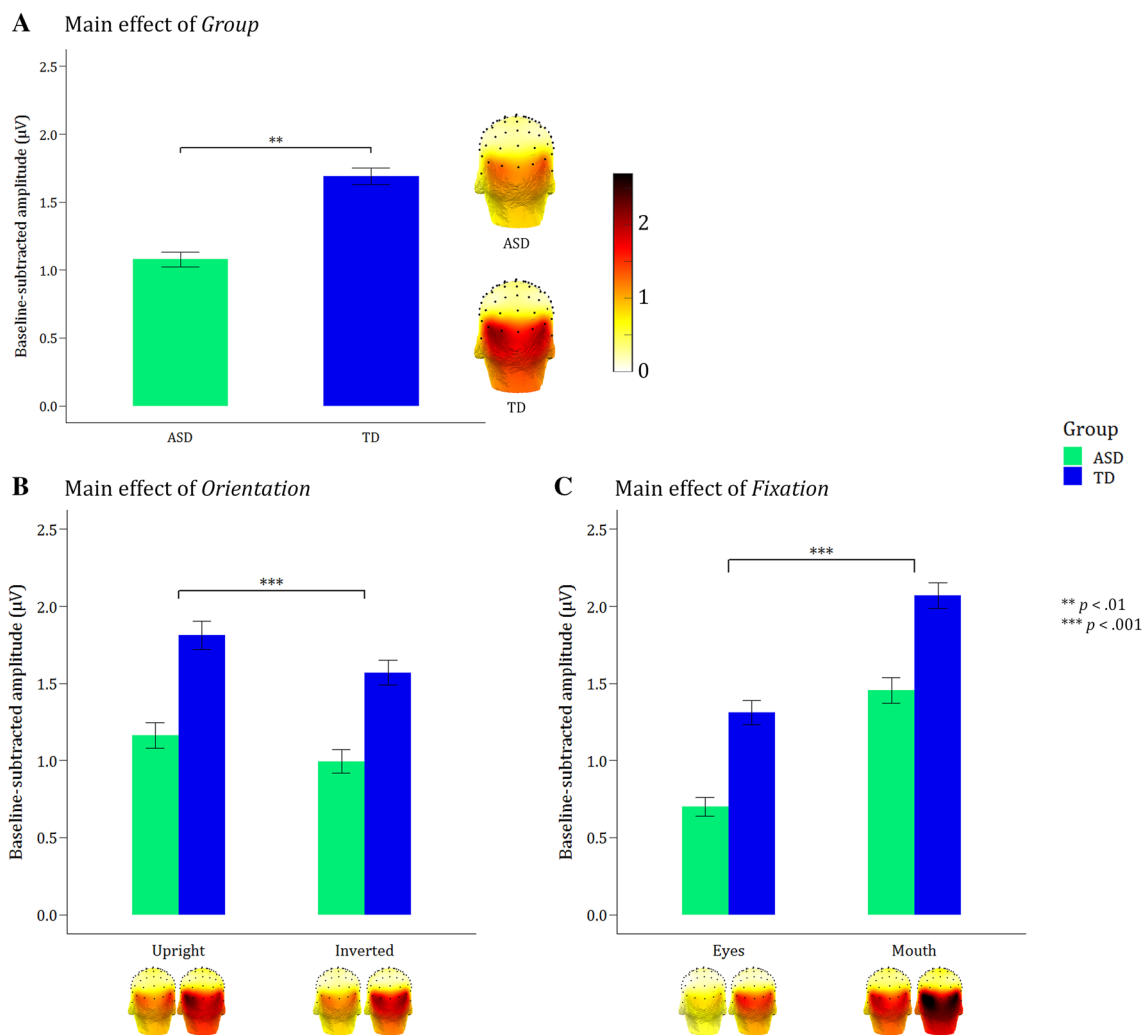 A Main effect of Group
Baseline-subtracted amplitude (μV)
2.5
2.0
1.5
1.0
0.5
0.0
**
ASD
TD
ASD
TD
2
1
0
Group
ASD
TD
** p < .01
*** p < .001
B Main effect of Orientation
Baseline-subtracted amplitude (μV)
2.5
2.0
1.5
1.0
0.5
0.0
***
Upright
Inverted
C Main effect of Fixation
Baseline-subtracted amplitude (μV)
2.5
2.0
1.5
1.0
0.5
0.0
***
Eyes
Mouth